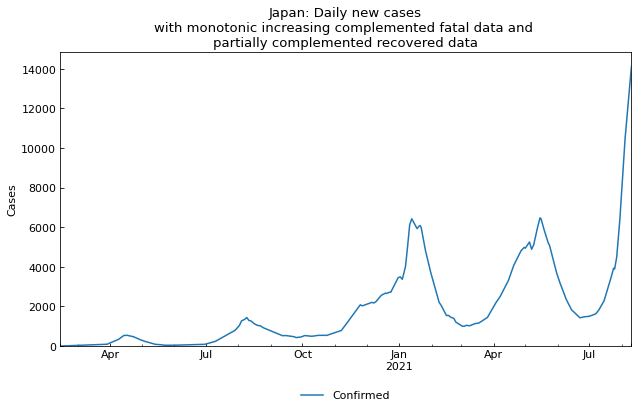 Japan: Daily new cases
with monotonic increasing complemented fatal data and
partially complemented recovered data
14000
12000
10000
8000
6000
4000
2000
0
Cases
Apr
Jul
Oct
Jan
2021
Apr
Jul
Confirmed